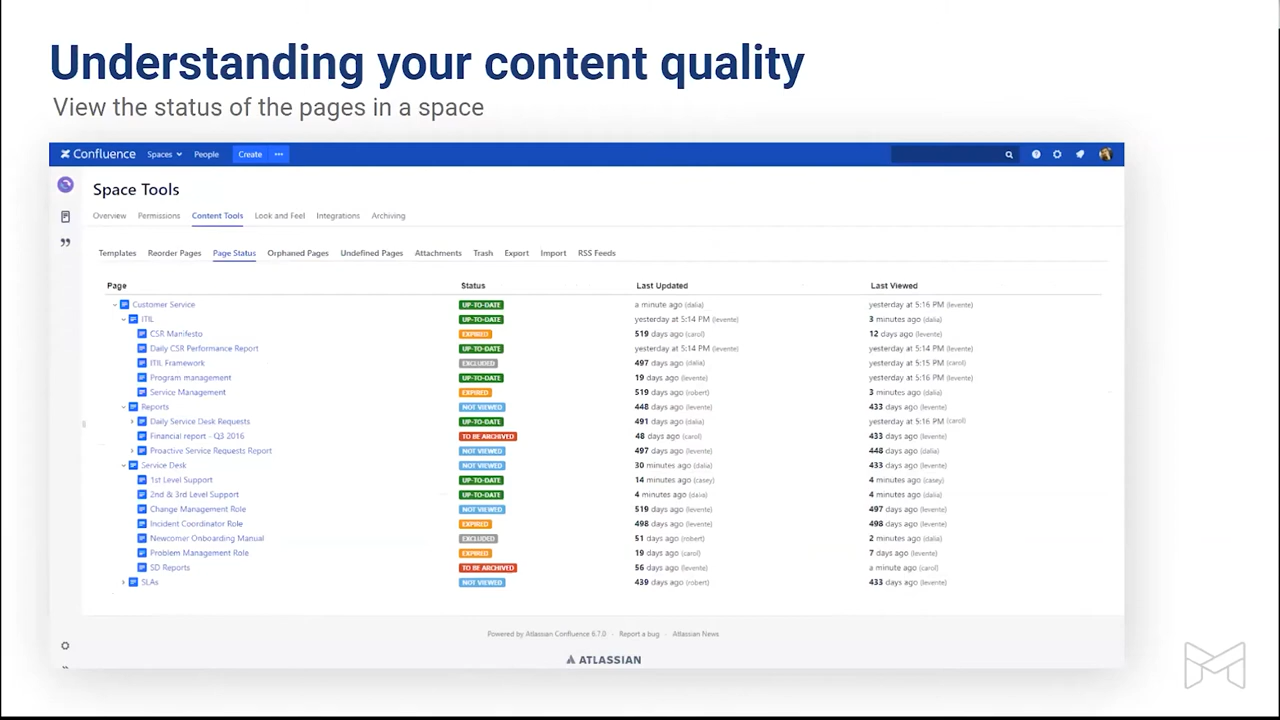 Understanding your content quality
View the status of the pages in a space
Confluence Spaces People Create ···
Space Tools
Overview Permissions Content Tools Look and Feel Integrations Archiving
Templates Reorder Pages Page Status Orphaned Pages Undefined Pages Attachments Trash Export Import RSS Feeds
Page Status Last Updated Last Viewed
Customer Service UP-TO-DATE a minute ago (dalia) yesterday at 5:16 PM (levente)
ITIL UP-TO-DATE yesterday at 5:14 PM (levente) 3 minutes ago (dalia)
CSR Manifesto EXPIRED 519 days ago (carol) 12 days ago (levente)
Daily CSR Performance Report UP-TO-DATE yesterday at 5:14 PM (levente) yesterday at 5:14 PM (levente)
ITIL Framework EXCLUDED 497 days ago (dalia) yesterday at 5:15 PM (carol)
Program management UP-TO-DATE 19 days ago (levente) yesterday at 5:16 PM (levente)
Service Management EXPIRED 519 days ago (robert) 3 minutes ago (dalia)
Reports NOT VIEWED 448 days ago (levente) 433 days ago (levente)
Daily Service Desk Requests UP-TO-DATE 491 days ago (dalia) yesterday at 5:16 PM (carol)
Financial report - Q3 2016 TO BE ARCHIVED 48 days ago (carol) 433 days ago (levente)
Proactive Service Requests Report NOT VIEWED 497 days ago (levente) 448 days ago (dalia)
Service Desk NOT VIEWED 30 minutes ago (dalia) 433 days ago (levente)
1st Level Support UP-TO-DATE 14 minutes ago (casey) 4 minutes ago (casey)
2nd & 3rd Level Support UP-TO-DATE 4 minutes ago (dalia) 4 minutes ago (dalia)
Change Management Role NOT VIEWED 519 days ago (levente) 497 days ago (levente)
Incident Coordinator Role EXPIRED 498 days ago (levente) 498 days ago (levente)
Newcomer Onboarding Manual EXCLUDED 51 days ago (robert) 2 minutes ago (dalia)
Problem Management Role EXPIRED 19 days ago (carol) 7 days ago (levente)
SD Reports TO BE ARCHIVED 56 days ago (levente) a minute ago (carol)
SLAs NOT VIEWED 439 days ago (robert) 433 days ago (levente)
Powered by Atlassian Confluence 6.7.0 · Report a bug · Atlassian News
ATLASSIAN